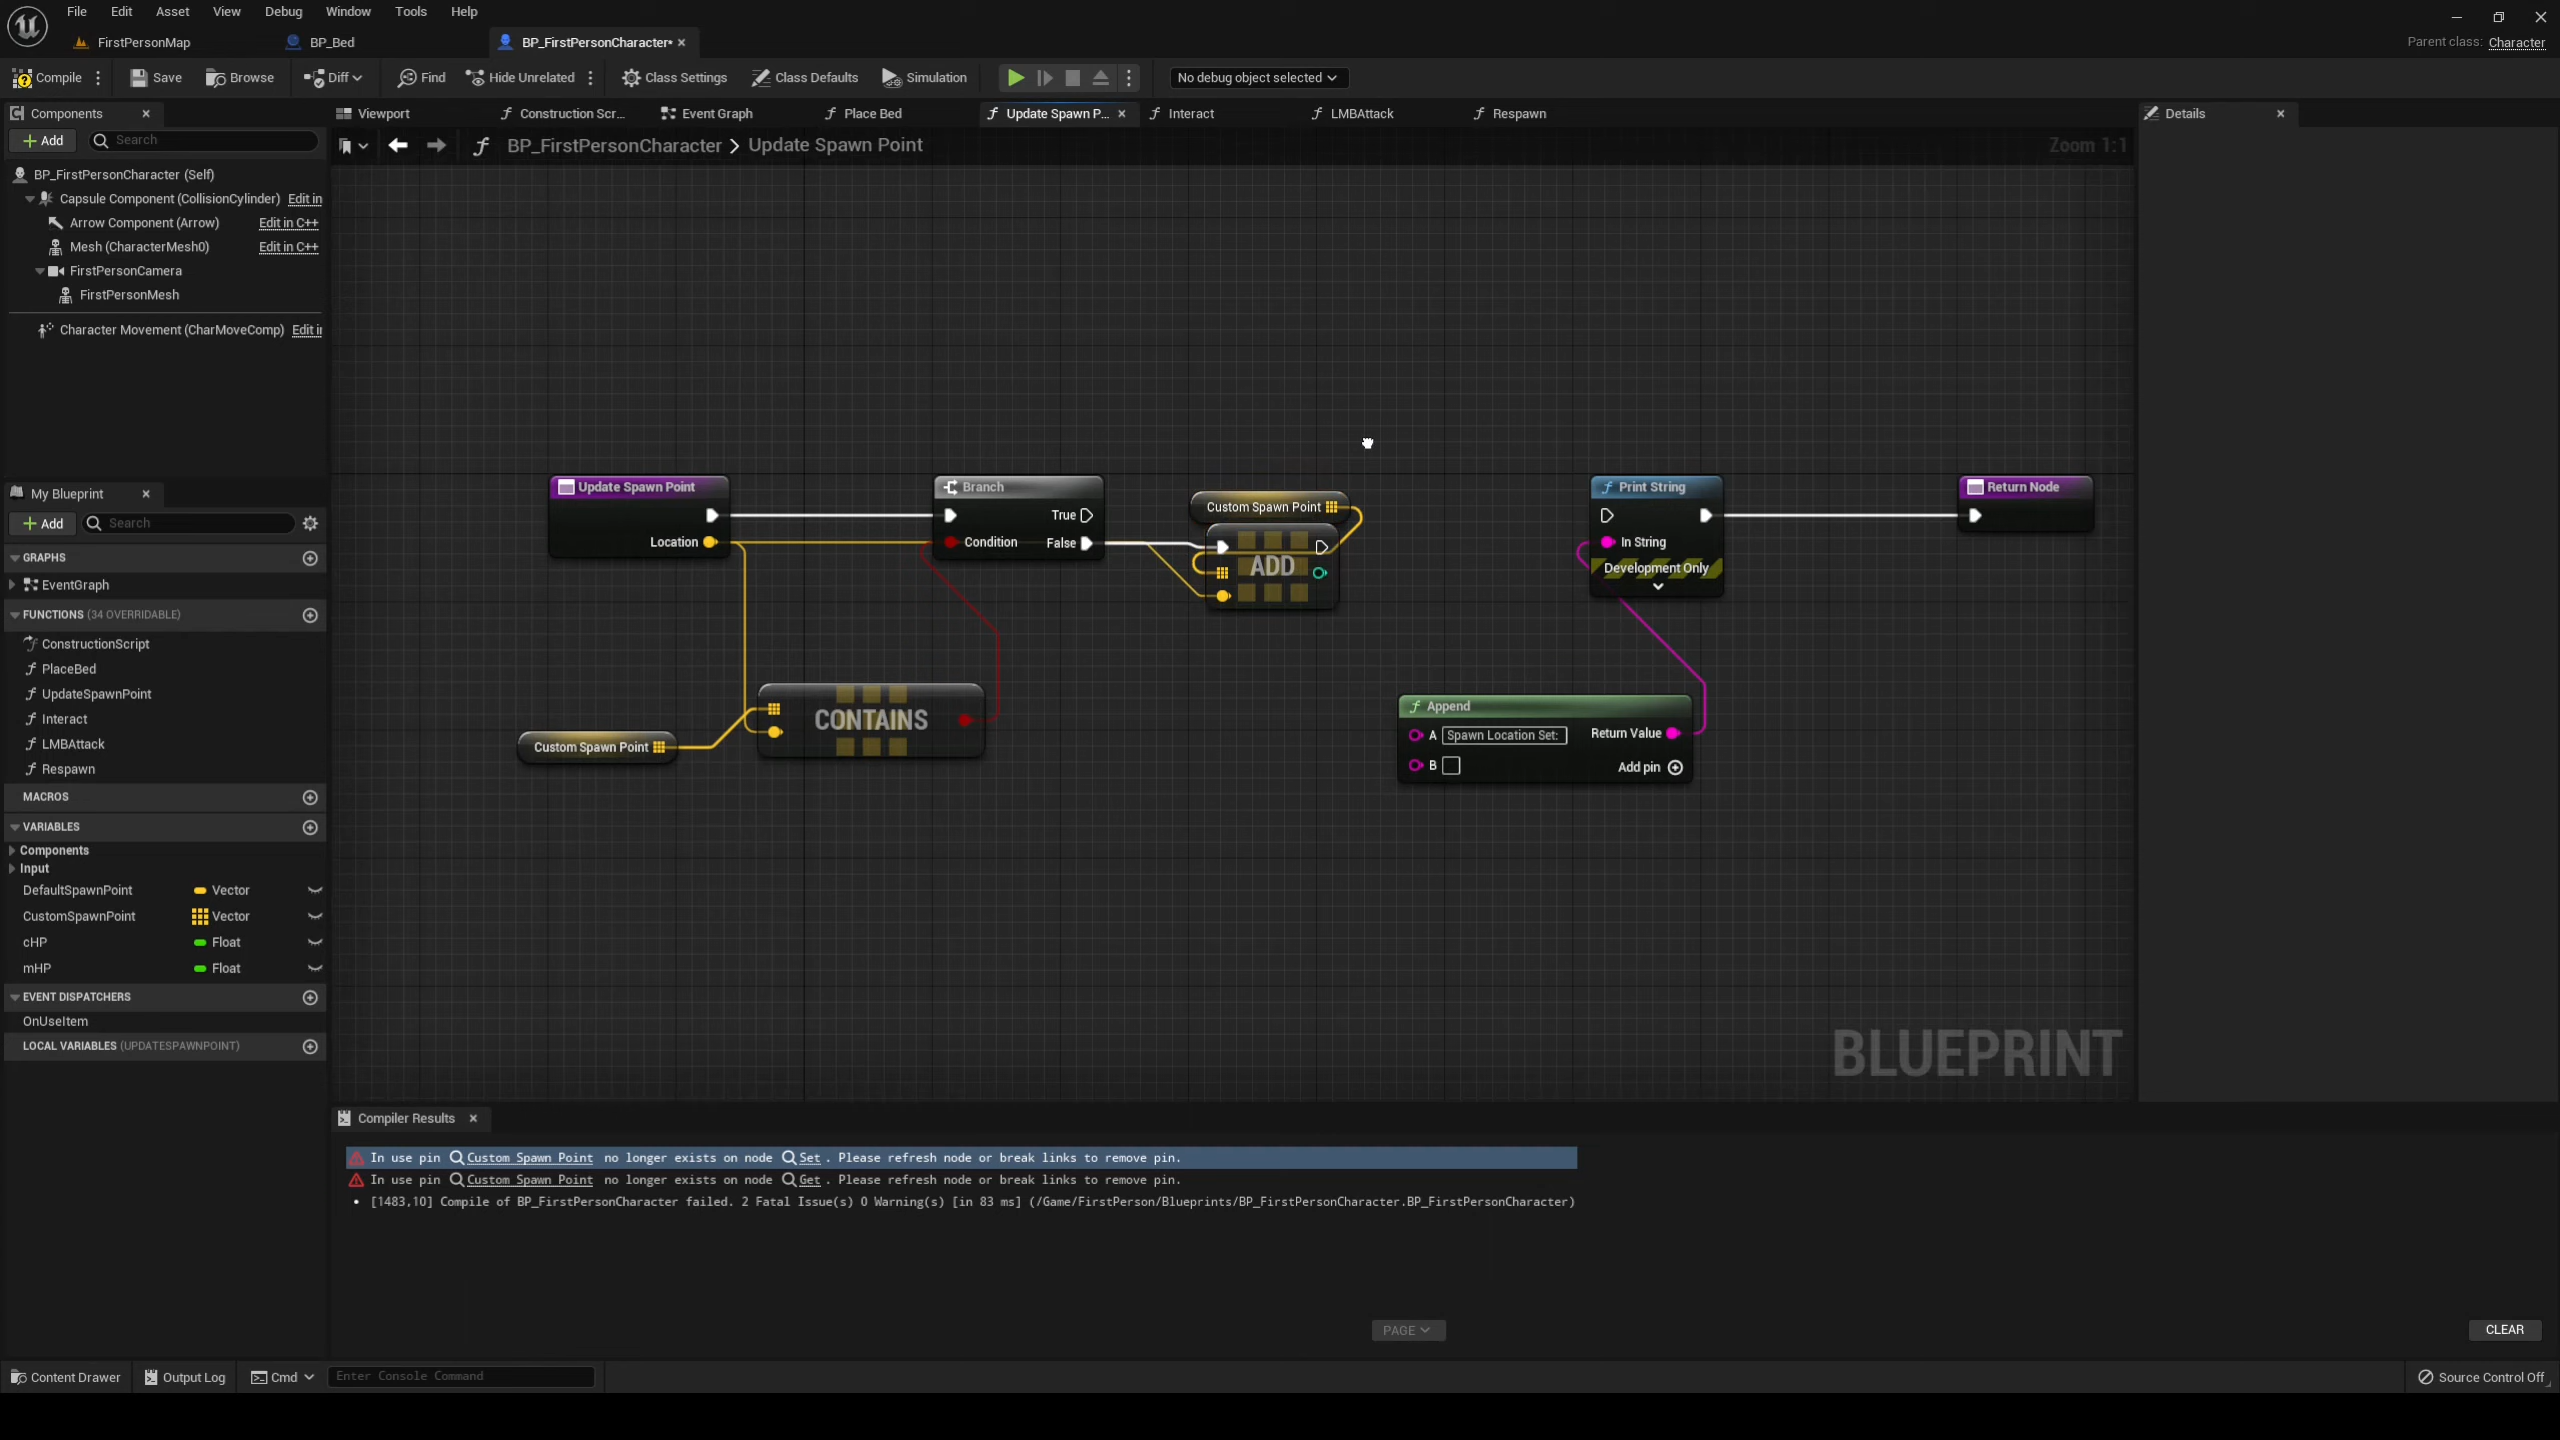 File Edit Asset View Debug Window Tools Help
FirstPersonMap BP_Bed BP_FirstPersonCharacter*
Parent class: Character
Compile Save Browse Diff Find Hide Unrelated Class Settings Class Defaults Simulation No debug object selected
Components
Add Search
BP_FirstPersonCharacter (Self)
Capsule Component (CollisionCylinder) Edit in
Arrow Component (Arrow) Edit in C++
Mesh (CharacterMesh0) Edit in C++
FirstPersonCamera
FirstPersonMesh
Character Movement (CharMoveComp) Edit in
My Blueprint
Add Search
GRAPHS
EventGraph
FUNCTIONS (34 OVERRIDABLE)
ConstructionScript
PlaceBed
UpdateSpawnPoint
Interact
LMBAttack
Respawn
MACROS
VARIABLES
Components
Input
DefaultSpawnPoint Vector
CustomSpawnPoint Vector
cHP Float
mHP Float
EVENT DISPATCHERS
OnUseItem
LOCAL VARIABLES (UPDATESPAWNPOINT)
Viewport Construction Scr... Event Graph Place Bed Update Spawn P... Interact LMBAttack Respawn
BP_FirstPersonCharacter > Update Spawn Point
Zoom 1:1
Update Spawn Point
Location
Branch
True
Condition False
Custom Spawn Point
ADD
Print String
In String
Development Only
Return Node
CONTAINS
Custom Spawn Point
Append
A Spawn Location Set: Return Value
B Add pin
BLUEPRINT
Details
Compiler Results
In use pin Custom Spawn Point no longer exists on node Set . Please refresh node or break links to remove pin.
In use pin Custom Spawn Point no longer exists on node Get . Please refresh node or break links to remove pin.
• [1483,10] Compile of BP_FirstPersonCharacter failed. 2 Fatal Issue(s) 0 Warning(s) [in 83 ms] (/Game/FirstPerson/Blueprints/BP_FirstPersonCharacter.BP_FirstPersonCharacter)
PAGE
CLEAR
Content Drawer Output Log Cmd Enter Console Command Source Control Off